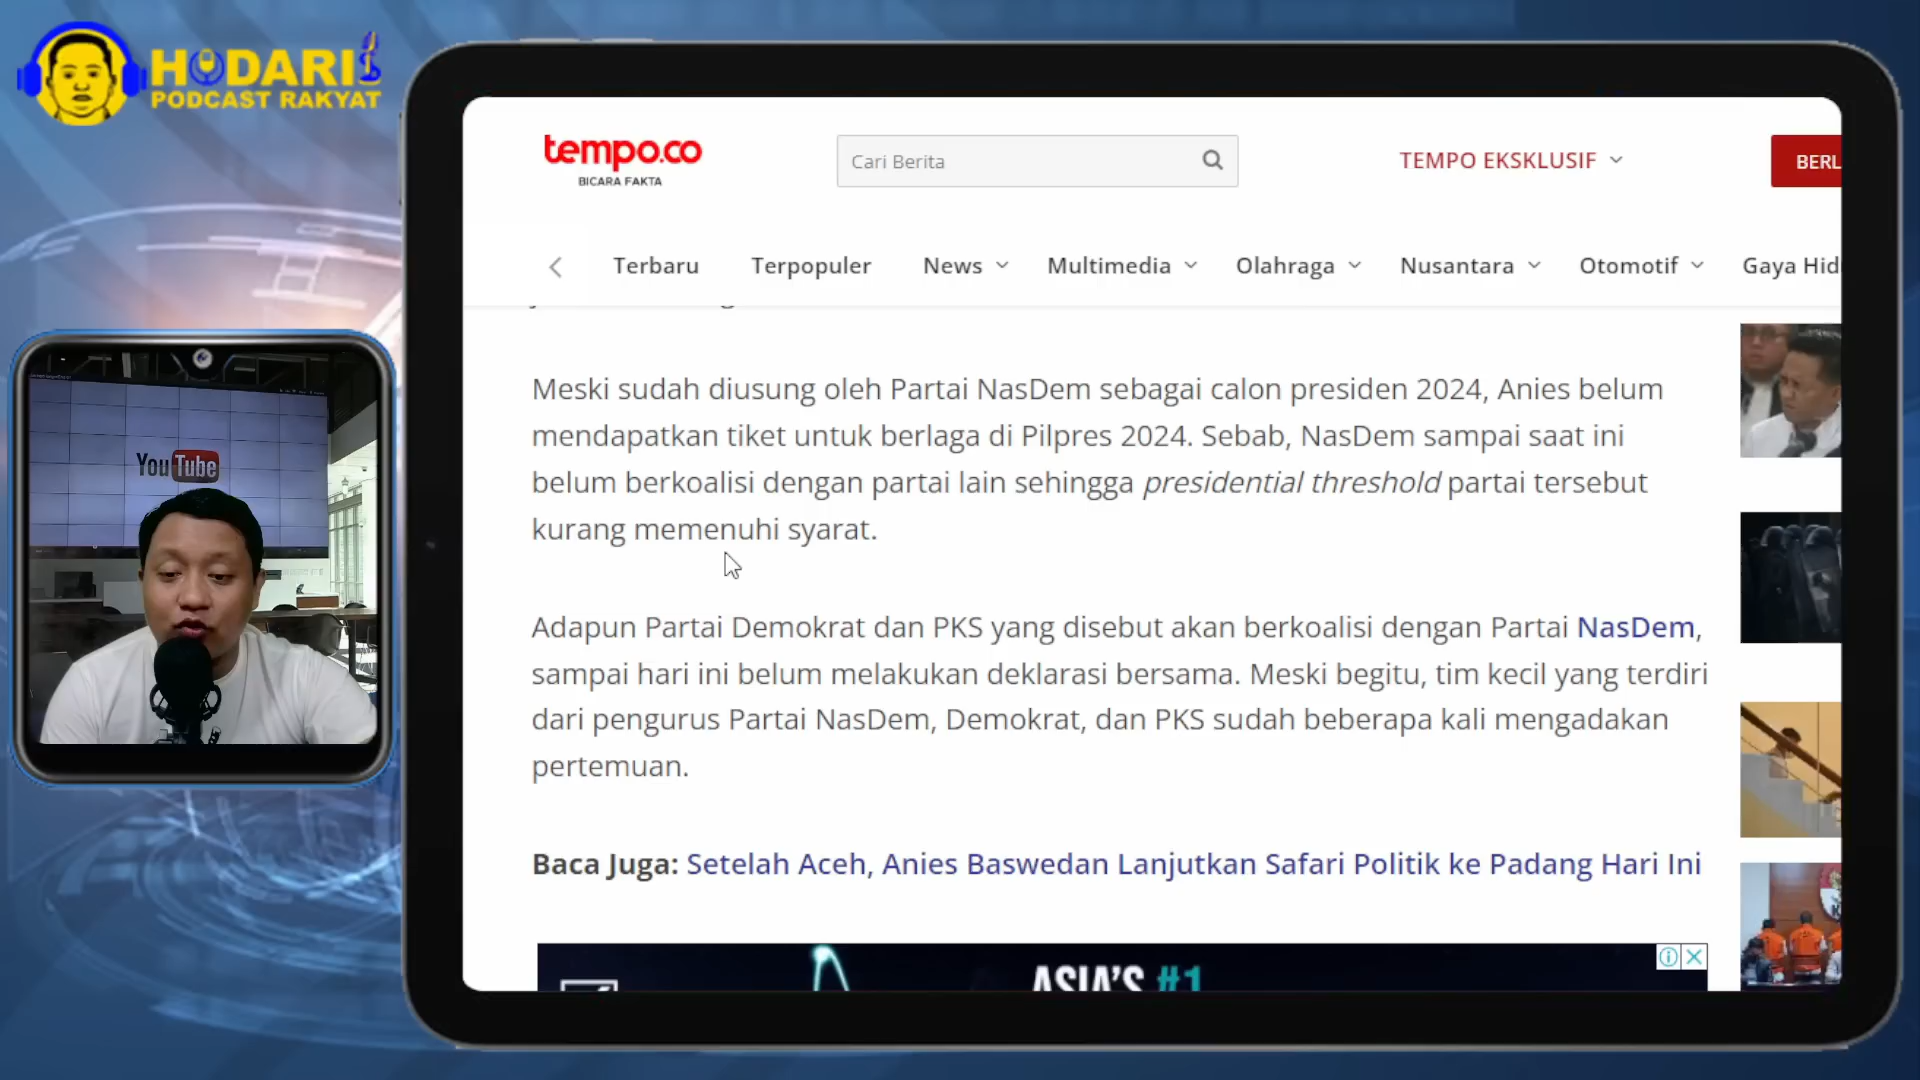 HODARI
PODCAST RAKYAT
tempo.co
BICARA FAKTA
Cari Berita
TEMPO EKSKLUSIF
BERL
Terbaru
Terpopuler
News
Multimedia
Olahraga
Nusantara
Otomotif
Gaya Hid
Meski sudah diusung oleh Partai NasDem sebagai calon presiden 2024, Anies belum
mendapatkan tiket untuk berlaga di Pilpres 2024. Sebab, NasDem sampai saat ini
belum berkoalisi dengan partai lain sehingga presidential threshold partai tersebut
kurang memenuhi syarat.
YouTube
Adapun Partai Demokrat dan PKS yang disebut akan berkoalisi dengan Partai NasDem,
sampai hari ini belum melakukan deklarasi bersama. Meski begitu, tim kecil yang terdiri
dari pengurus Partai NasDem, Demokrat, dan PKS sudah beberapa kali mengadakan
pertemuan.
Baca Juga: Setelah Aceh, Anies Baswedan Lanjutkan Safari Politik ke Padang Hari Ini
ASIA'S #1